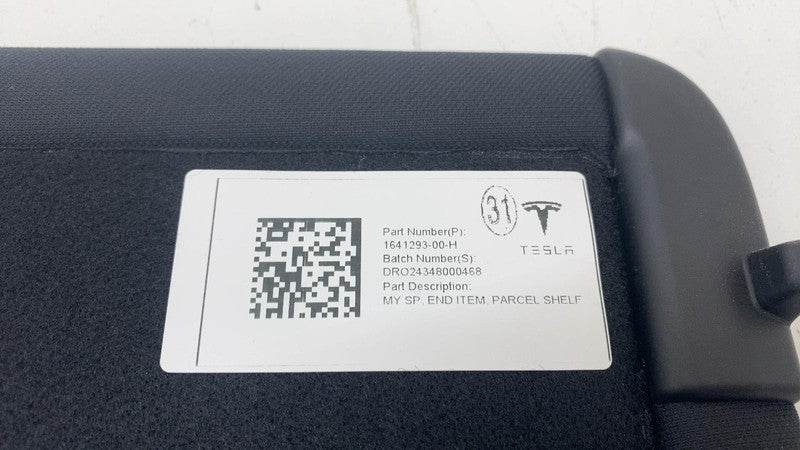 31
TESLA
Part Number(P):
1641293-00-H
Batch Number(S):
DRO24348000468
Part Description:
MY SP, END ITEM, PARCEL SHELF